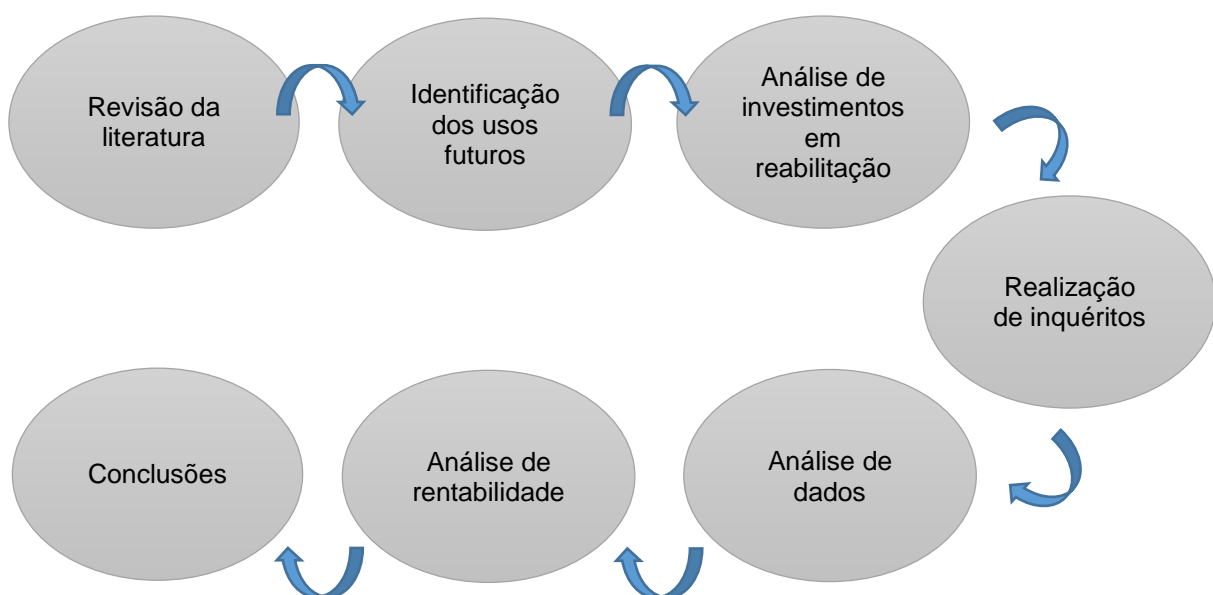 Revisão da
literatura
Identificação
dos usos
futuros
Análise de
investimentos
em
reabilitação
Realização
de inquéritos
Análise de
dados
Análise de
rentabilidade
Conclusões